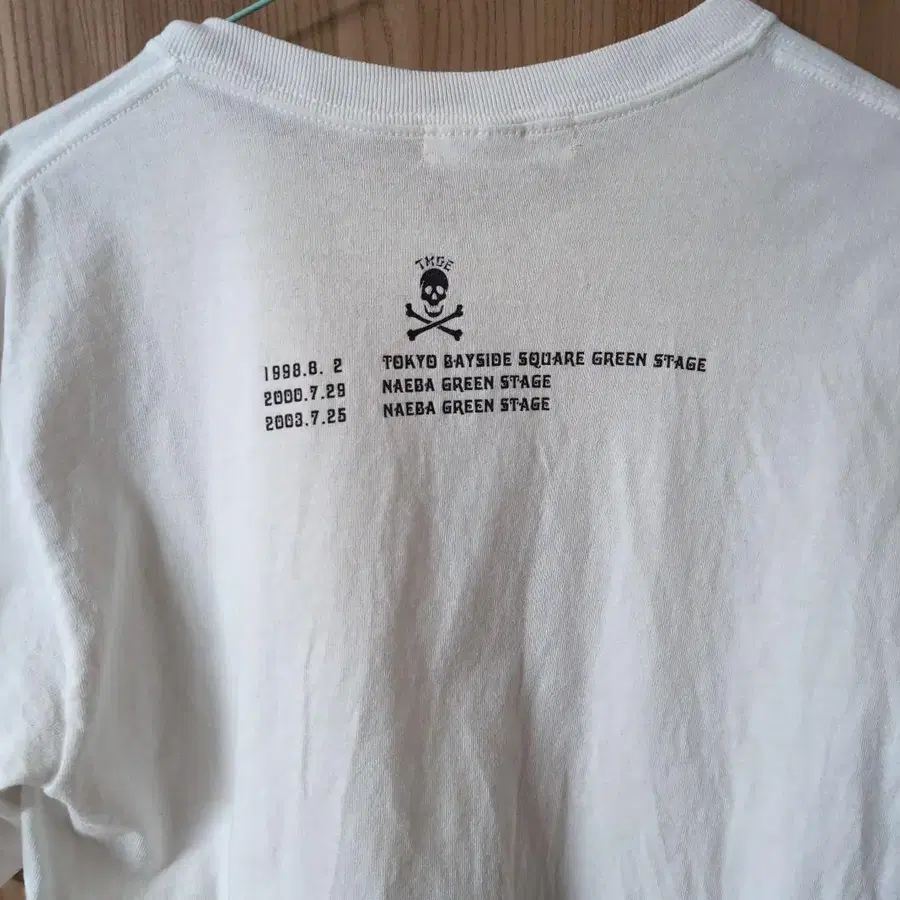 TMGE
1998.8. 2 TOKYO BAYSIDE SQUARE GREEN STAGE
2000.7.29 NAEBA GREEN STAGE
2003.7.25 NAEBA GREEN STAGE